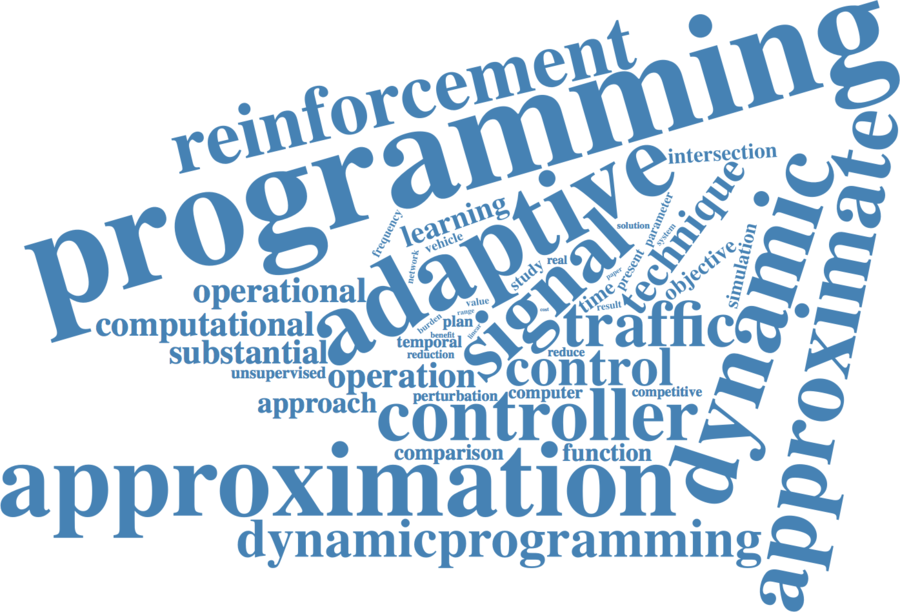 reinforcement
programming
intersection
adaptive
learning
vehicle
frequency
network
signal
solution
parameter
system
technique
dynamic
approximate
objective
simulation
present
study
real
paper
time
result
operational
computational
substantial
unsupervised
value
range
burden
plan
benefit
temporal
reduction
traffic
reduce
control
operation
approach
perturbation
computer
competitive
controller
comparison
function
approximation
dynamicprogramming